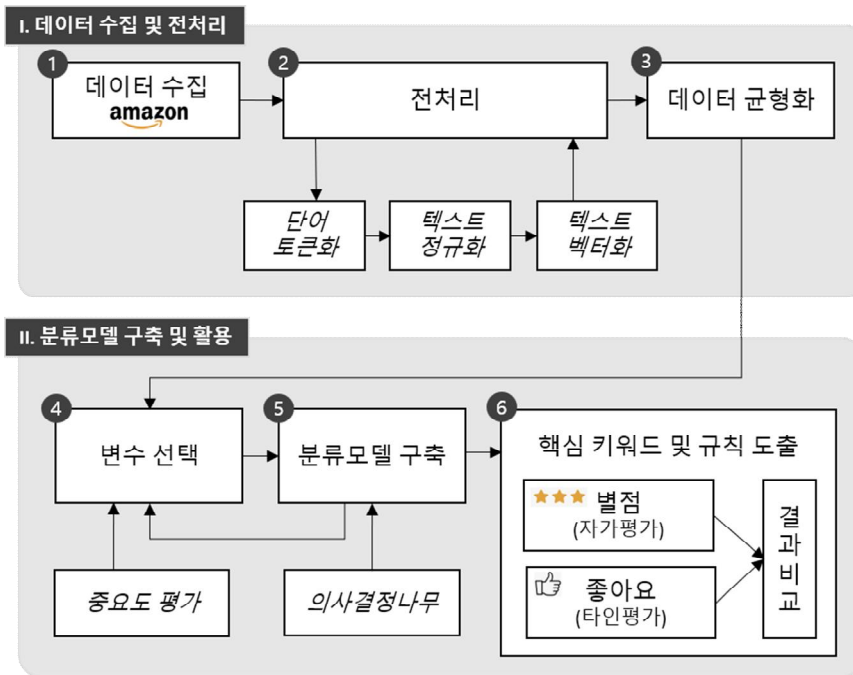 I. 데이터 수집 및 전처리
1
데이터 수집
amazon
2
전처리
3
데이터 균형화
단어
토큰화
텍스트
정규화
텍스트
벡터화
II. 분류모델 구축 및 활용
4
변수 선택
5
분류모델 구축
6
핵심 키워드 및 규칙 도출
별점
(자가평가)
좋아요
(타인평가)
결
과
비
교
중요도 평가
의사결정나무